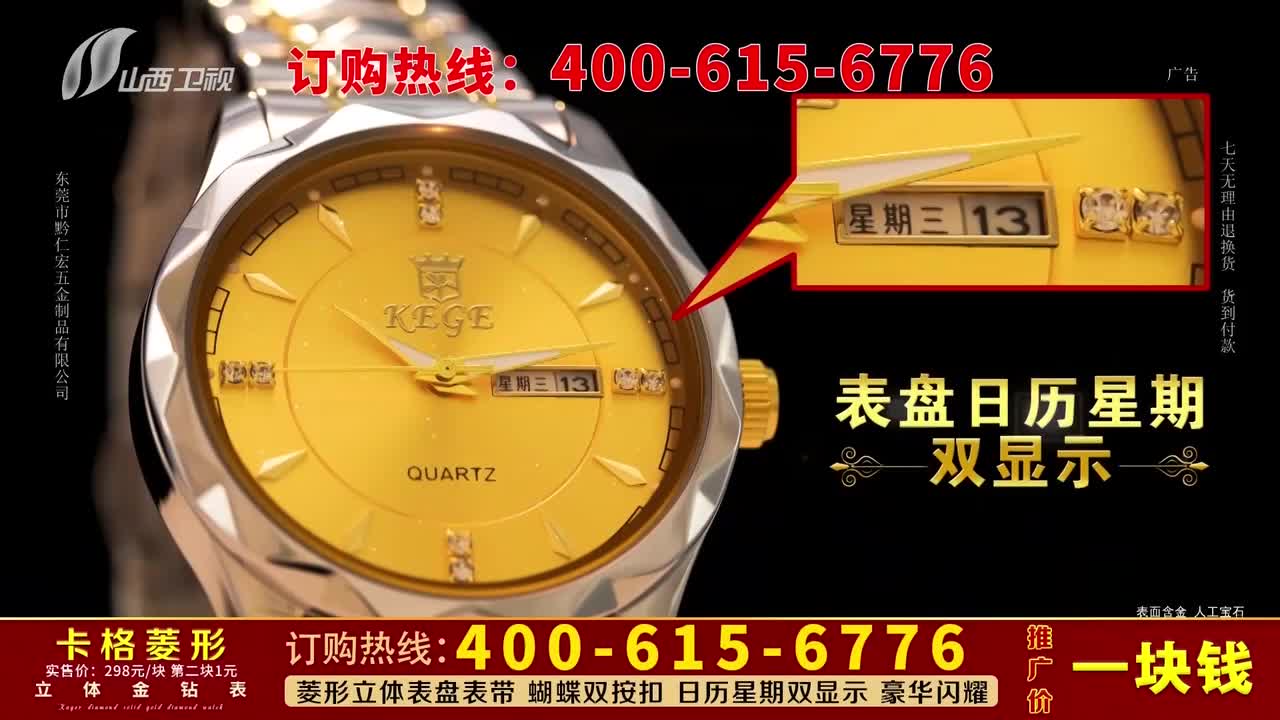 山西卫视
订购热线：400-615-6776
广告
东莞市黔仁宏五金制品有限公司
七天无理由退换货 货到付款
星期三 13
KEGE
星期三 13
QUARTZ
表盘日历星期
双显示
表面含金 人工宝石
卡格菱形
实售价：298元/块 第二块1元
立体金钻表
Kager diamond solid gold diamond watch
订购热线：400-615-6776
菱形立体表盘表带 蝴蝶双按扣 日历星期双显示 豪华闪耀
推广价
一块钱